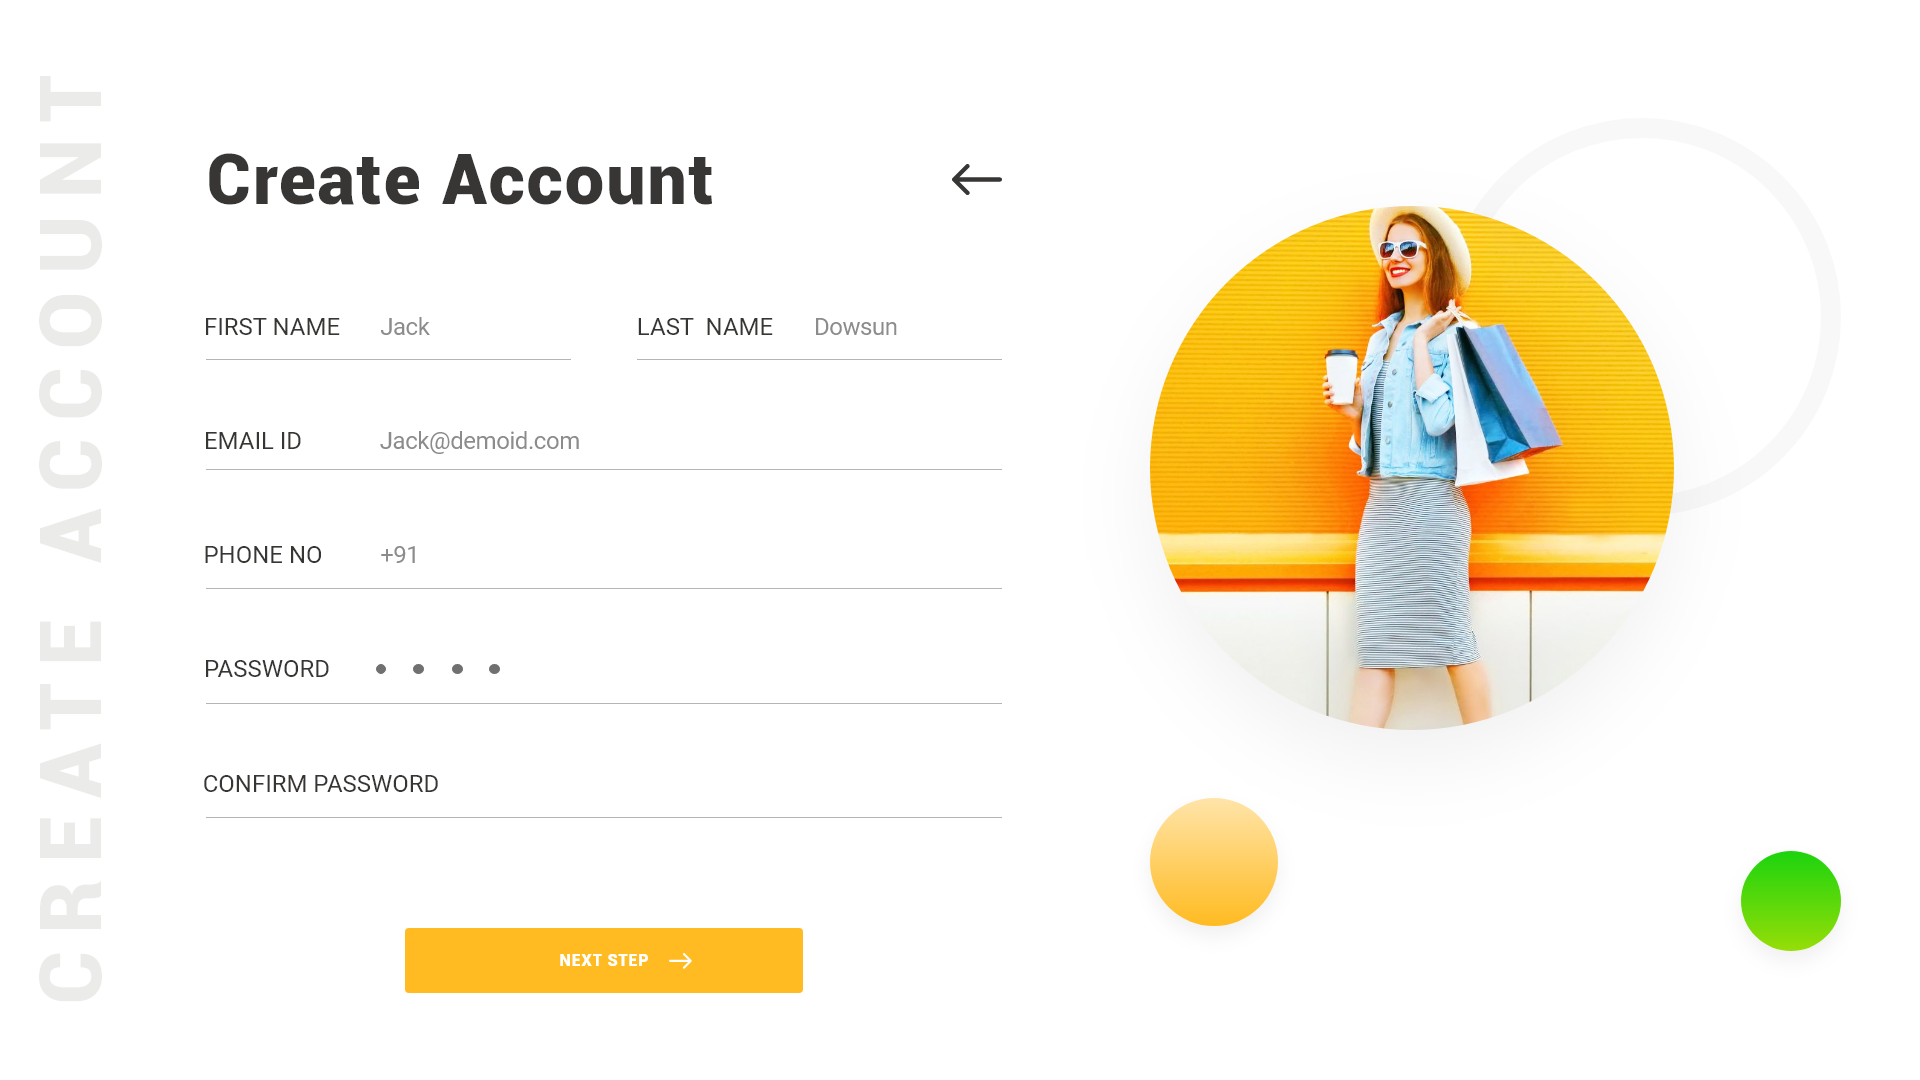 CREATE ACCOUNT
Create Account
FIRST NAME Jack LAST NAME Dowsun
EMAIL ID Jack@demoid.com
PHONE NO +91
PASSWORD
CONFIRM PASSWORD
NEXT STEP